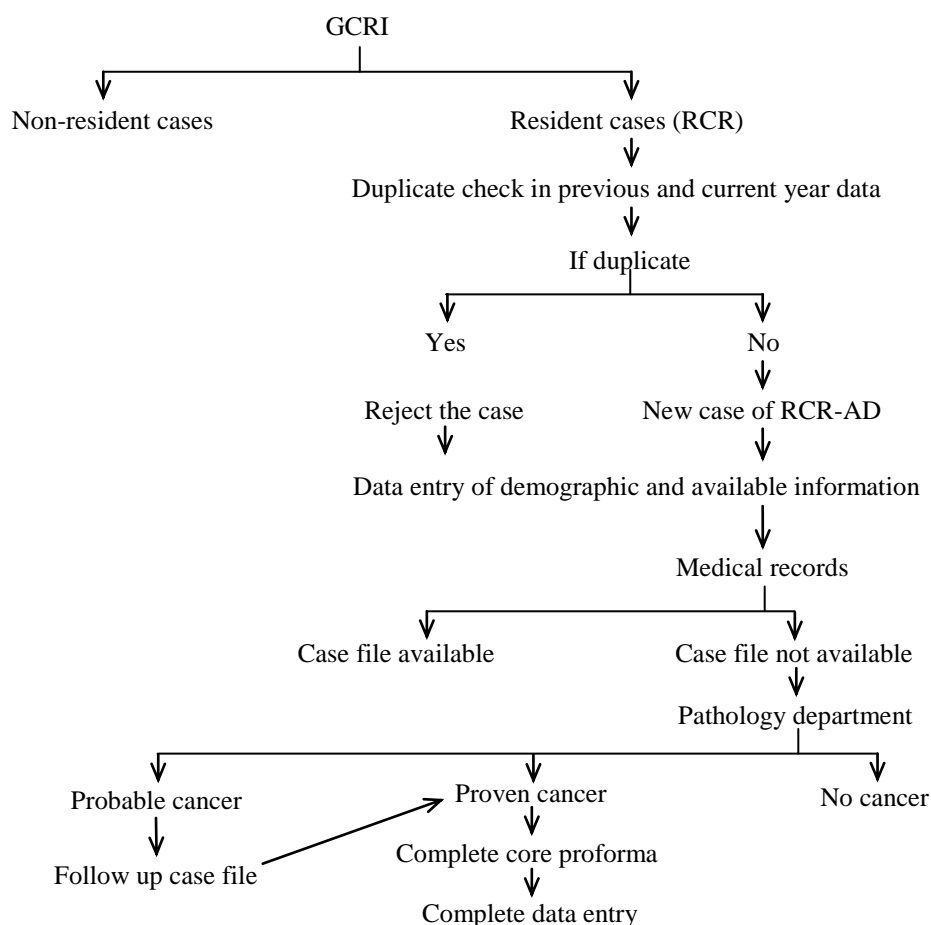 GCRI
Non-resident cases
Resident cases (RCR)
Duplicate check in previous and current year data
If duplicate
Yes
No
Reject the case
New case of RCR-AD
Data entry of demographic and available information
Medical records
Case file available
Case file not available
Pathology department
Probable cancer
Proven cancer
No cancer
Follow up case file
Complete core proforma
Complete data entry